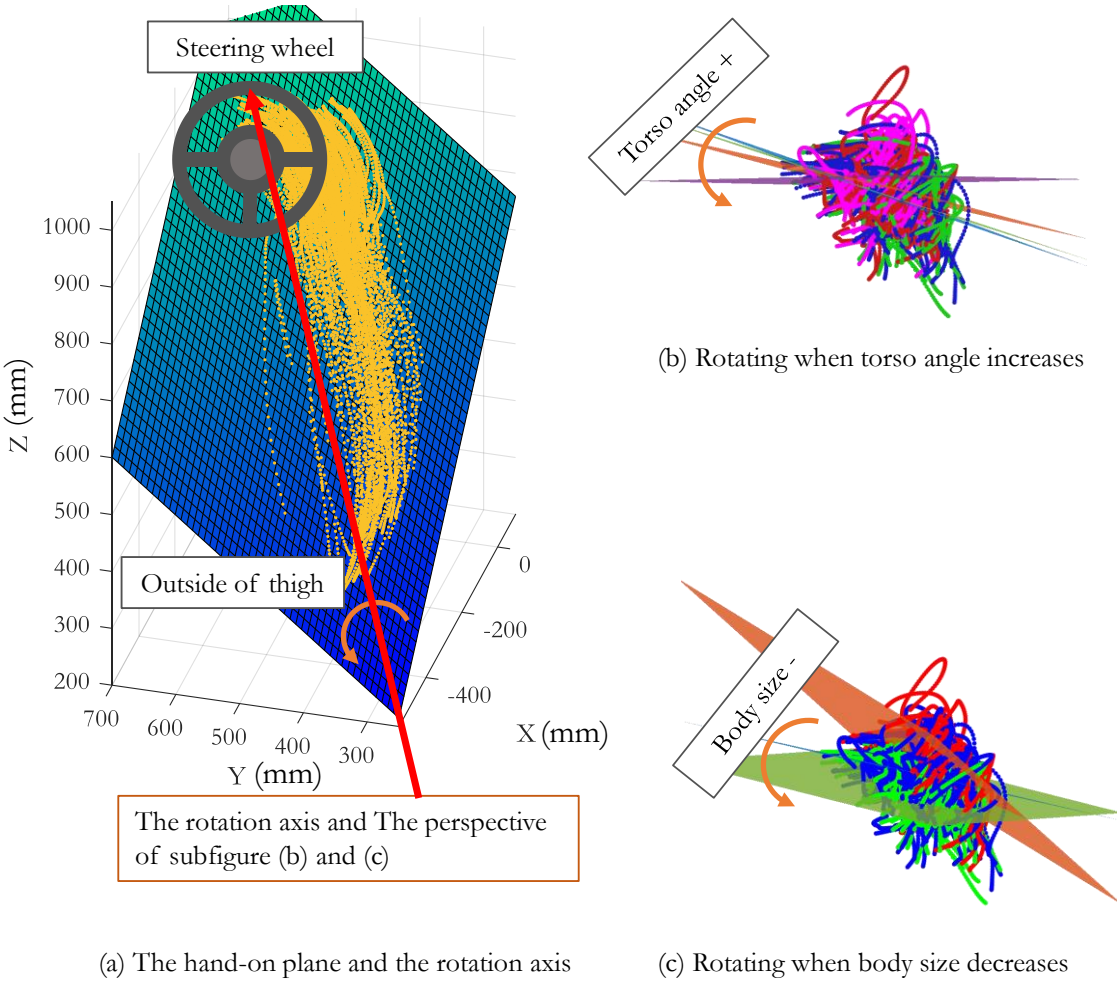 Steering wheel
1000
900
800
700
600
500
400
300
200
Z (mm)
Outside of thigh
700
600
500
400
300
Y (mm)
0
-200
-400
X (mm)
The rotation axis and The perspective
of subfigure (b) and (c)
(a) The hand-on plane and the rotation axis
Torso angle +
(b) Rotating when torso angle increases
Body size -
(c) Rotating when body size decreases